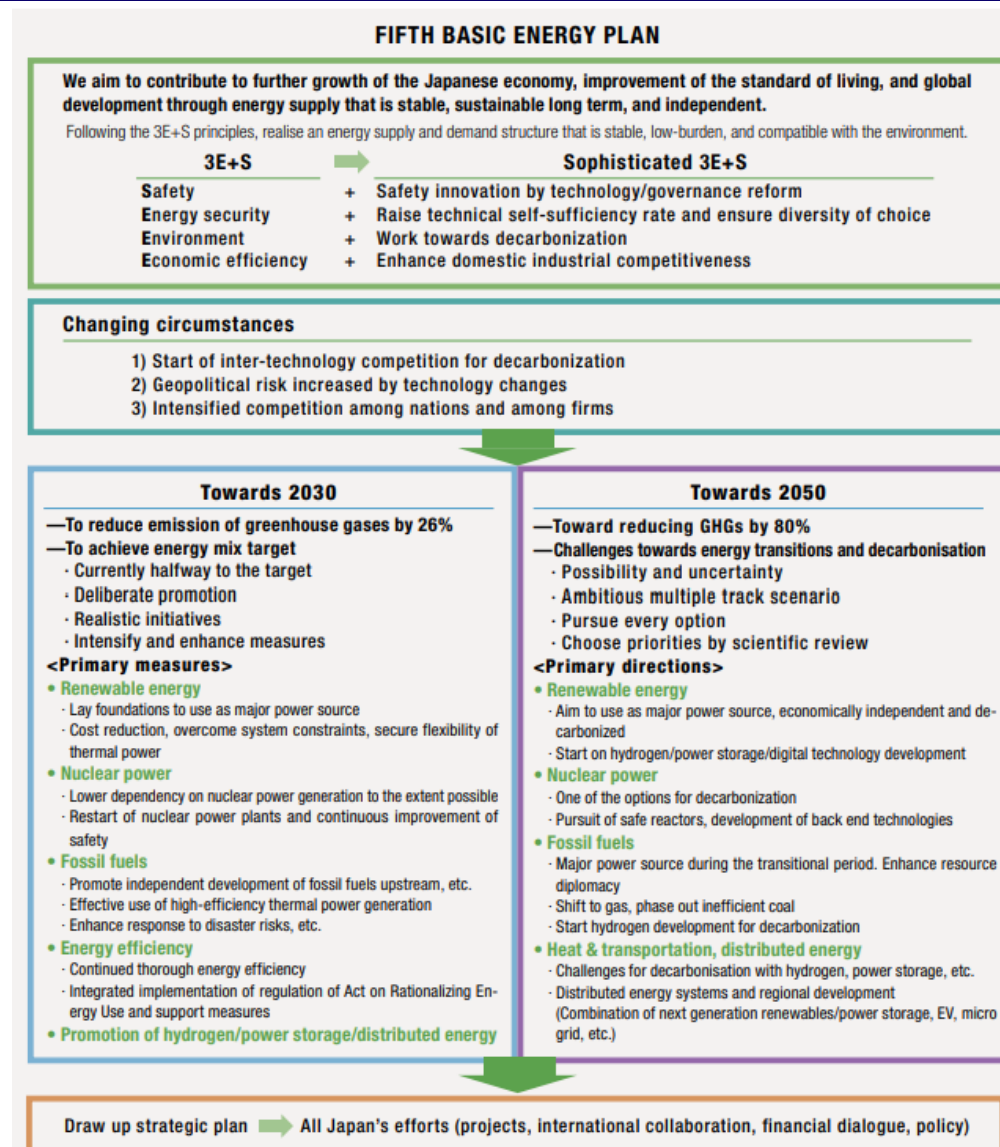 FIFTH BASIC ENERGY PLAN
We aim to contribute to further growth of the Japanese economy, improvement of the standard of living, and global
development through energy supply that is stable, sustainable long term, and independent.
Following the 3E+S principles, realise an energy supply and demand structure that is stable, low-burden, and compatible with the environment.
3E+S Sophisticated 3E+S
Safety + Safety innovation by technology/governance reform
Energy security + Raise technical self-sufficiency rate and ensure diversity of choice
Environment + Work towards decarbonization
Economic efficiency + Enhance domestic industrial competitiveness
Changing circumstances
1) Start of inter-technology competition for decarbonization
2) Geopolitical risk increased by technology changes
3) Intensified competition among nations and among firms
Towards 2030
—To reduce emission of greenhouse gases by 26%
—To achieve energy mix target
· Currently halfway to the target
· Deliberate promotion
· Realistic initiatives
· Intensify and enhance measures
<Primary measures>
• Renewable energy
· Lay foundations to use as major power source
· Cost reduction, overcome system constraints, secure flexibility of
thermal power
• Nuclear power
· Lower dependency on nuclear power generation to the extent possible
· Restart of nuclear power plants and continuous improvement of
safety
• Fossil fuels
· Promote independent development of fossil fuels upstream, etc.
· Effective use of high-efficiency thermal power generation
· Enhance response to disaster risks, etc.
• Energy efficiency
· Continued thorough energy efficiency
· Integrated implementation of regulation of Act on Rationalizing En-
ergy Use and support measures
• Promotion of hydrogen/power storage/distributed energy
Towards 2050
—Toward reducing GHGs by 80%
—Challenges towards energy transitions and decarbonisation
· Possibility and uncertainty
· Ambitious multiple track scenario
· Pursue every option
· Choose priorities by scientific review
<Primary directions>
• Renewable energy
· Aim to use as major power source, economically independent and de-
carbonized
· Start on hydrogen/power storage/digital technology development
• Nuclear power
· One of the options for decarbonization
· Pursuit of safe reactors, development of back end technologies
• Fossil fuels
· Major power source during the transitional period. Enhance resource
diplomacy
· Shift to gas, phase out inefficient coal
· Start hydrogen development for decarbonization
• Heat & transportation, distributed energy
· Challenges for decarbonisation with hydrogen, power storage, etc.
· Distributed energy systems and regional development
(Combination of next generation renewables/power storage, EV, micro
grid, etc.)
Draw up strategic plan All Japan's efforts (projects, international collaboration, financial dialogue, policy)